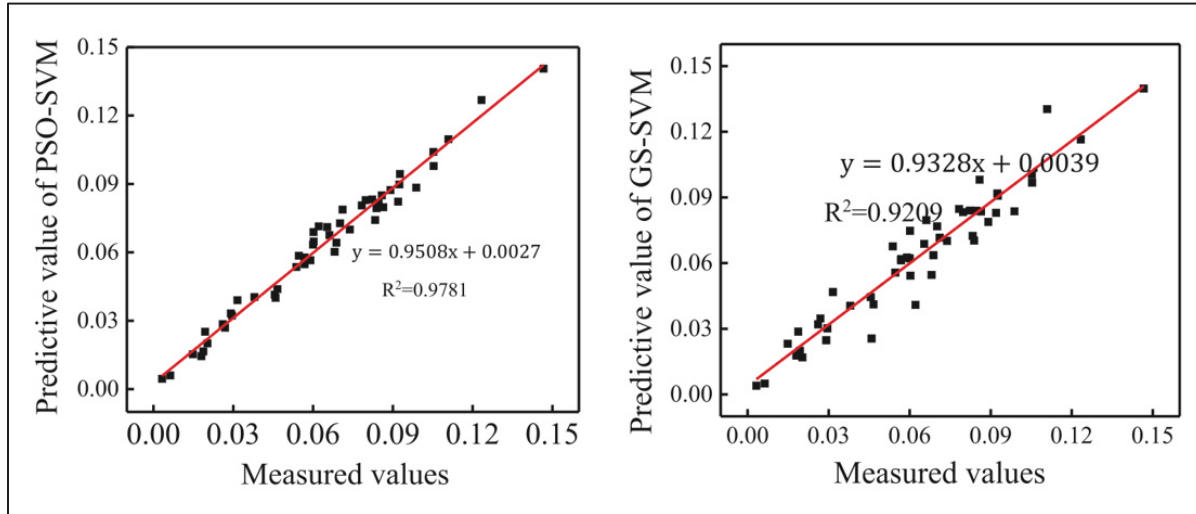 Predictive value of PSO-SVM
0.15
0.12
0.09
0.06
0.03
0.00
y = 0.9508x + 0.0027
R²=0.9781
0.00 0.03 0.06 0.09 0.12 0.15
Measured values
Predictive value of GS-SVM
0.15
0.12
0.09
0.06
0.03
0.00
y = 0.9328x + 0.0039
R²=0.9209
0.00 0.03 0.06 0.09 0.12 0.15
Measured values